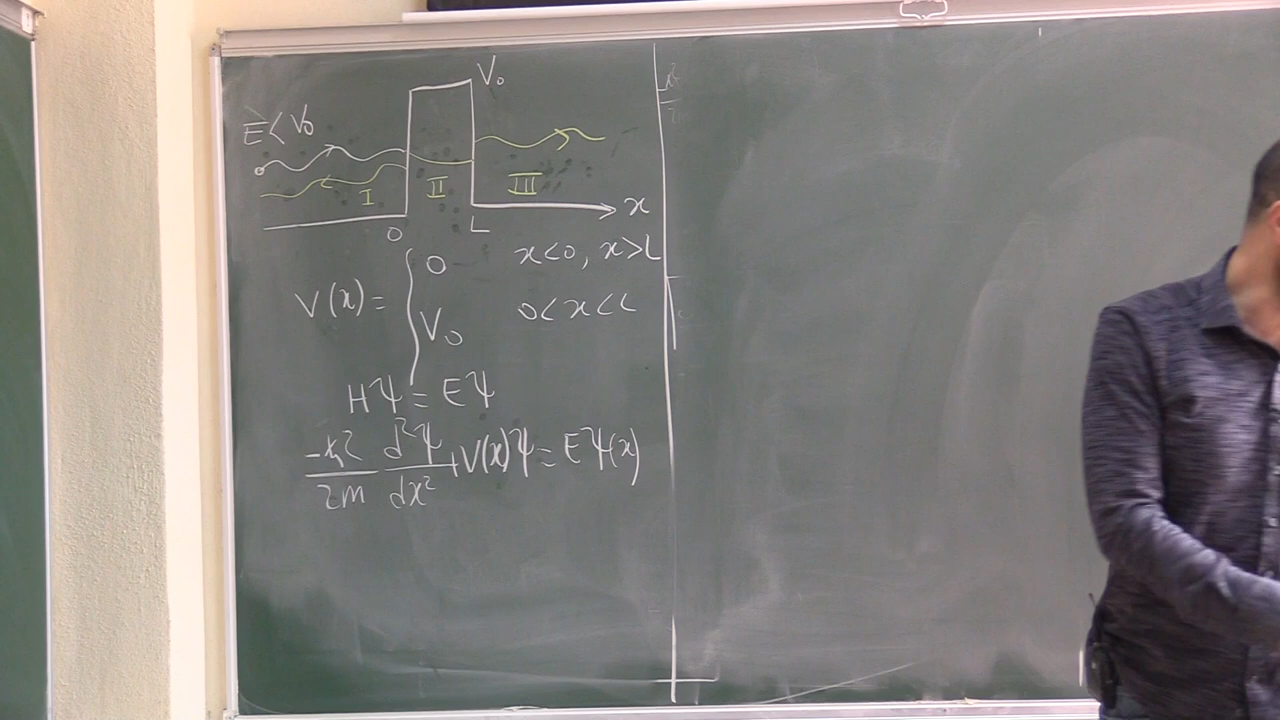 V₀
E < V₀
I II III
x
0 L
V(x) = { 0 x<0, x>L
V₀ 0<x<L
HΨ = EΨ
-ħ²/2m d²Ψ/dx² + V(x)Ψ = EΨ(x)